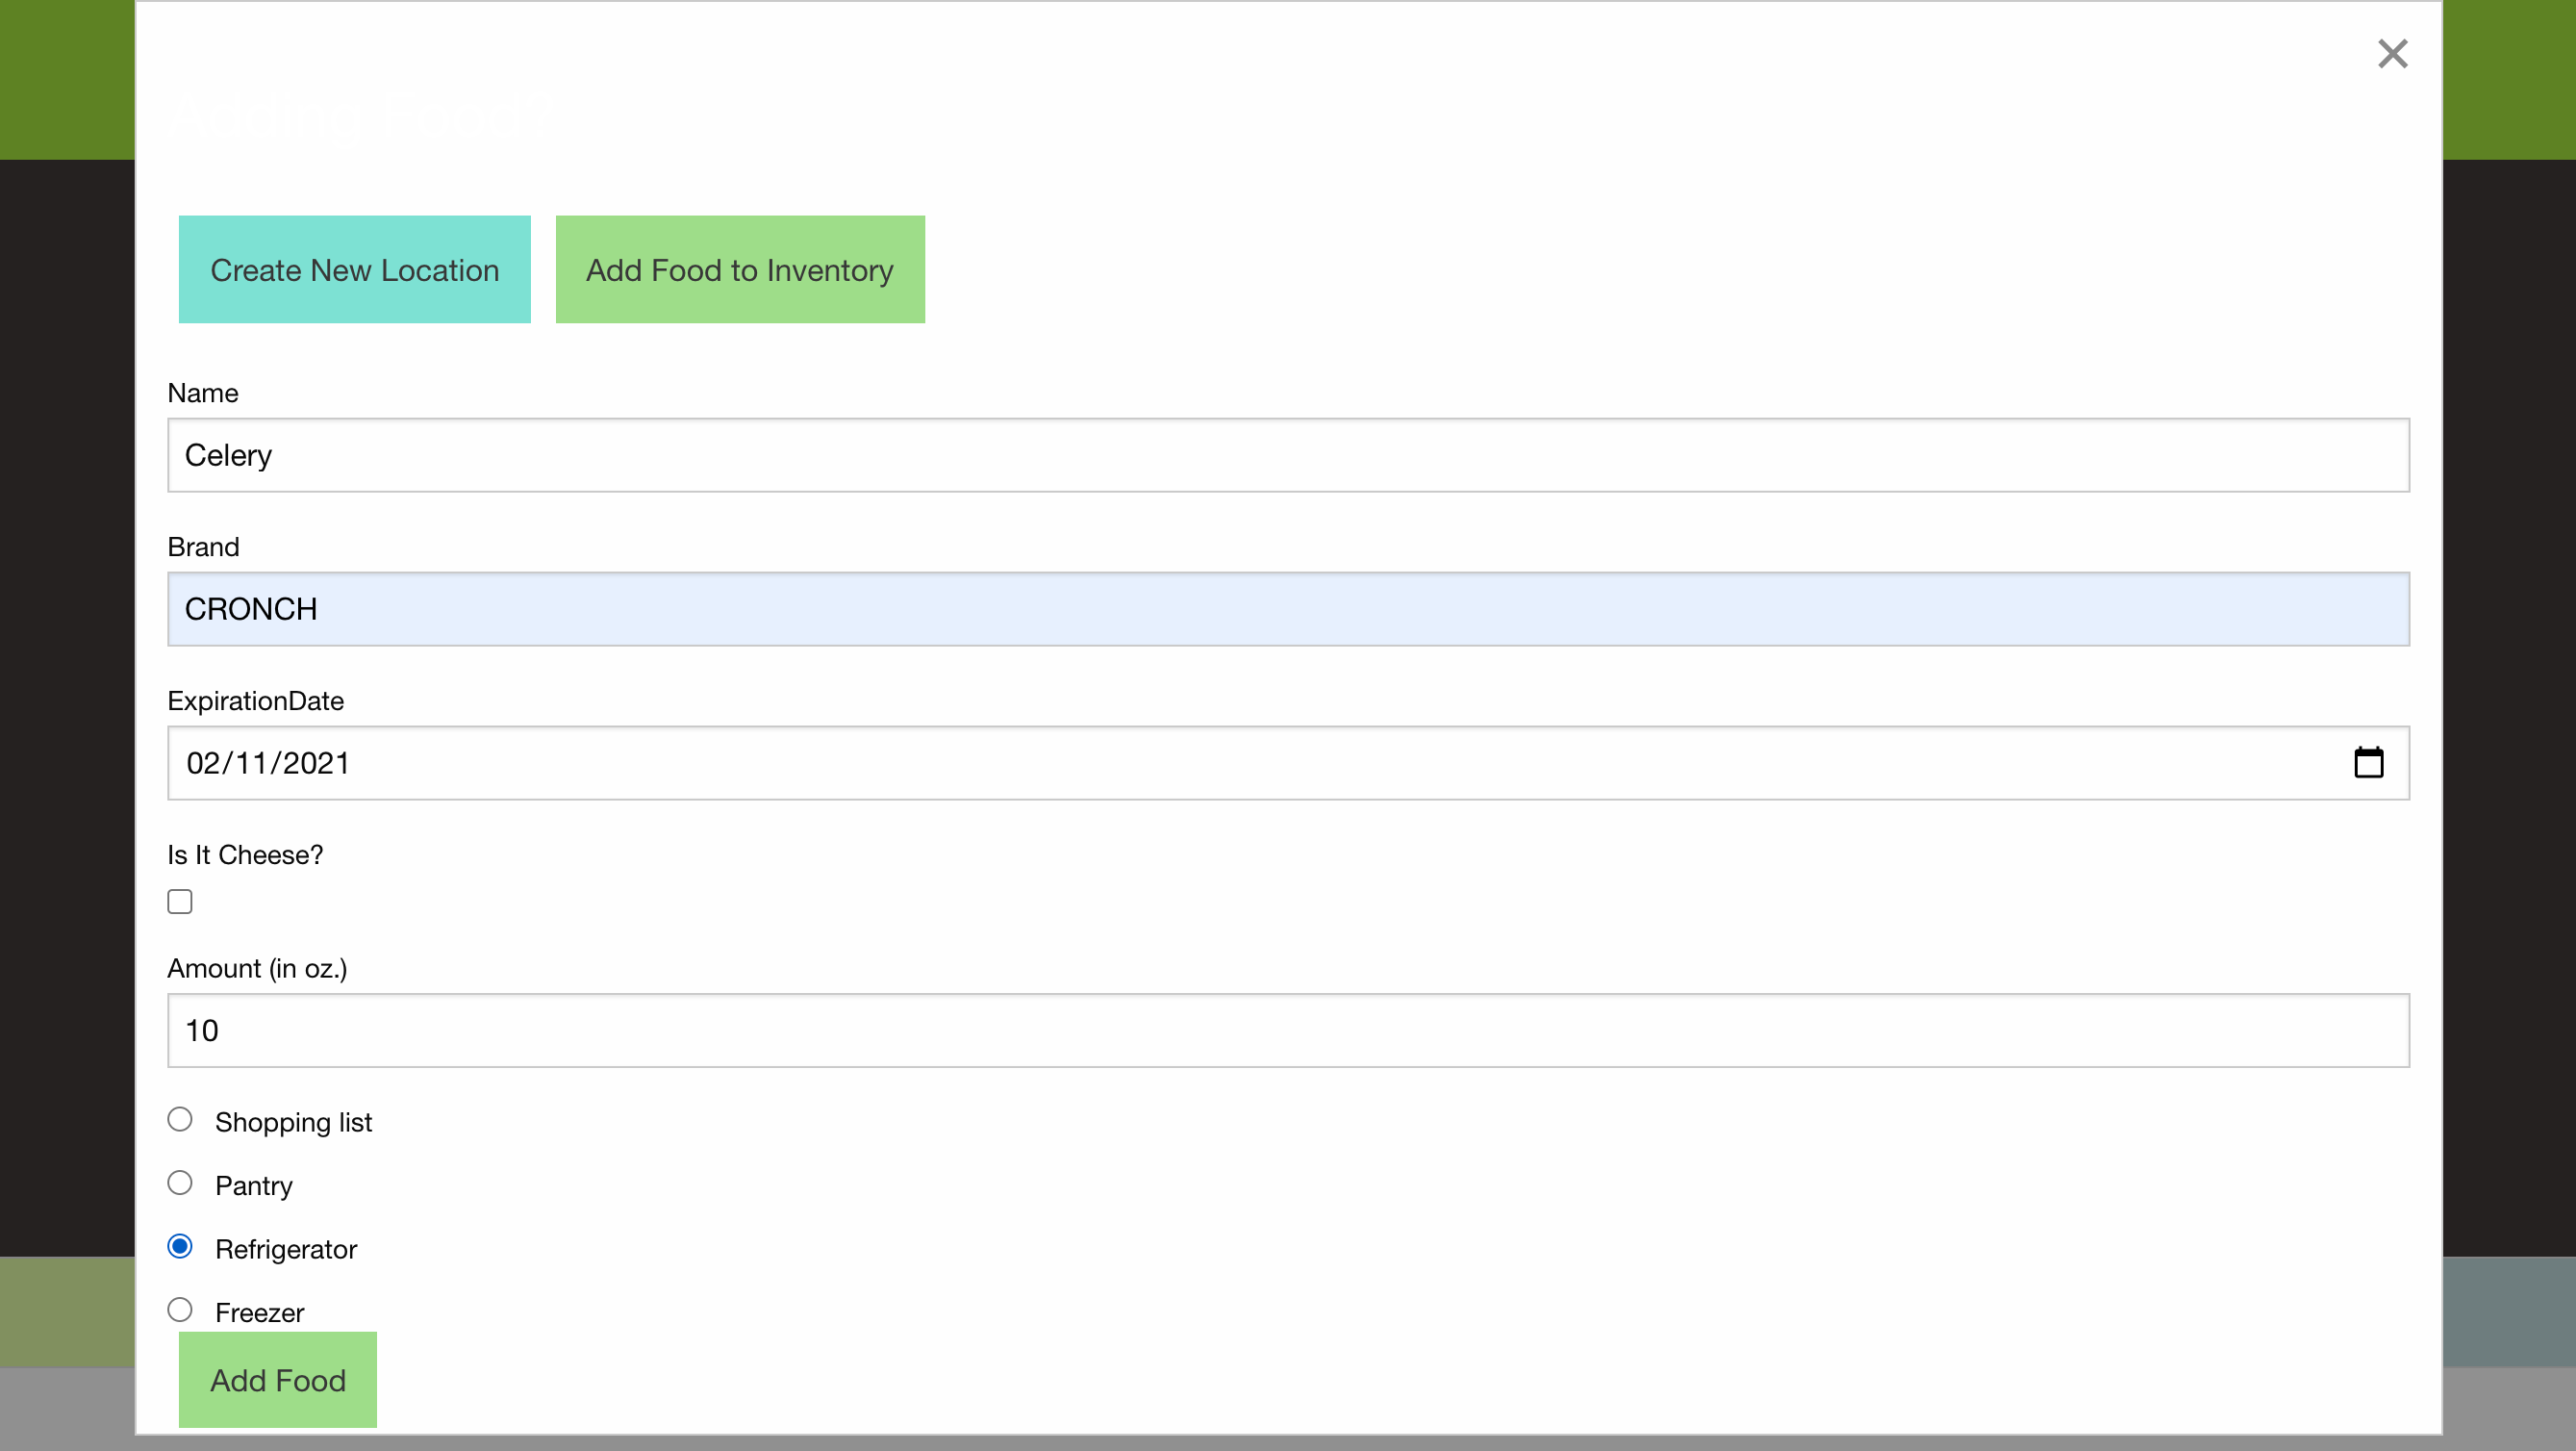 Create New Location
Add Food to Inventory
Name
Celery
Brand
CRONCH
ExpirationDate
02/11/2021
Is It Cheese?
Amount (in oz.)
10
Shopping list
Pantry
Refrigerator
Freezer
Add Food